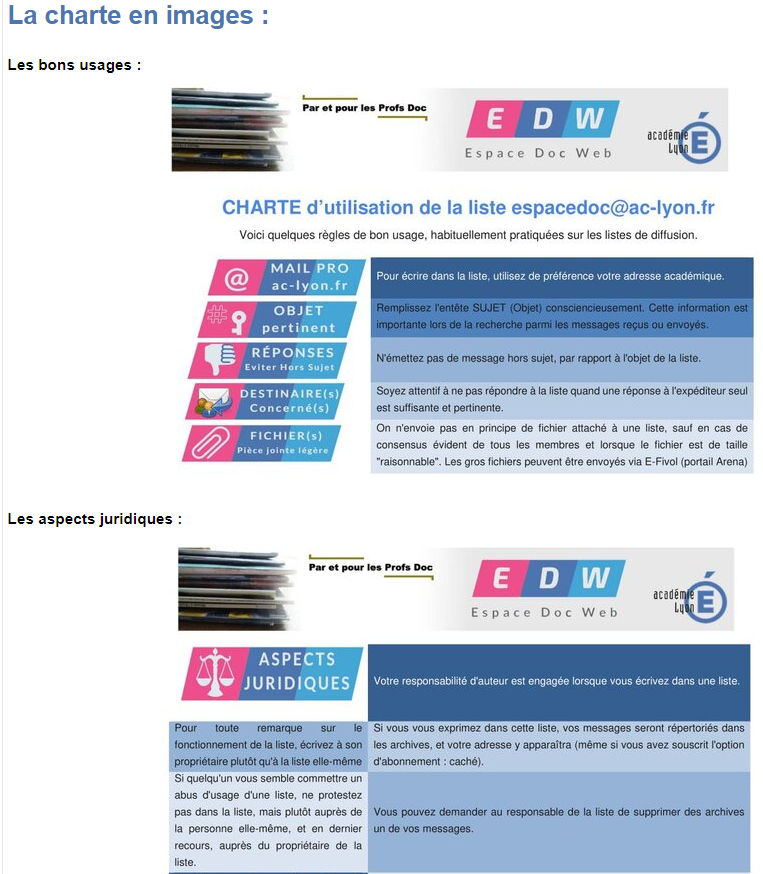 La charte en images :
Les bons usages :
Par et pour les Profs Doc
E D W
Espace Doc Web
académie
Lyon
É
CHARTE d'utilisation de la liste espacedoc@ac-lyon.fr
Voici quelques règles de bon usage, habituellement pratiquées sur les listes de diffusion.
@ MAIL PRO
ac-lyon.fr
Pour écrire dans la liste, utilisez de préférence votre adresse académique.
# OBJET
pertinent
Remplissez l'entête SUJET (Objet) consciencieusement. Cette information est
importante lors de la recherche parmi les messages reçus ou envoyés.
RÉPONSES
Eviter Hors Sujet
N'émettez pas de message hors sujet, par rapport à l'objet de la liste.
DESTINAIRE(s)
Concerné(s)
Soyez attentif à ne pas répondre à la liste quand une réponse à l'expéditeur seul
est suffisante et pertinente.
FICHIER(s)
Pièce jointe légère
On n'envoie pas en principe de fichier attaché à une liste, sauf en cas de
consensus évident de tous les membres et lorsque le fichier est de taille
"raisonnable". Les gros fichiers peuvent être envoyés via E-Fivol (portail Arena)
Les aspects juridiques :
Par et pour les Profs Doc
E D W
Espace Doc Web
académie
Lyon
É
ASPECTS
JURIDIQUES
Votre responsabilité d'auteur est engagée lorsque vous écrivez dans une liste.
Pour toute remarque sur le
fonctionnement de la liste, écrivez à son
propriétaire plutôt qu'à la liste elle-même
Si vous vous exprimez dans cette liste, vos messages seront répertoriés dans
les archives, et votre adresse y apparaîtra (même si vous avez souscrit l'option
d'abonnement : caché).
Si quelqu'un vous semble commettre un
abus d'usage d'une liste, ne protestez
pas dans la liste, mais plutôt auprès de
la personne elle-même, et en dernier
recours, auprès du propriétaire de la
liste.
Vous pouvez demander au responsable de la liste de supprimer des archives
un de vos messages.